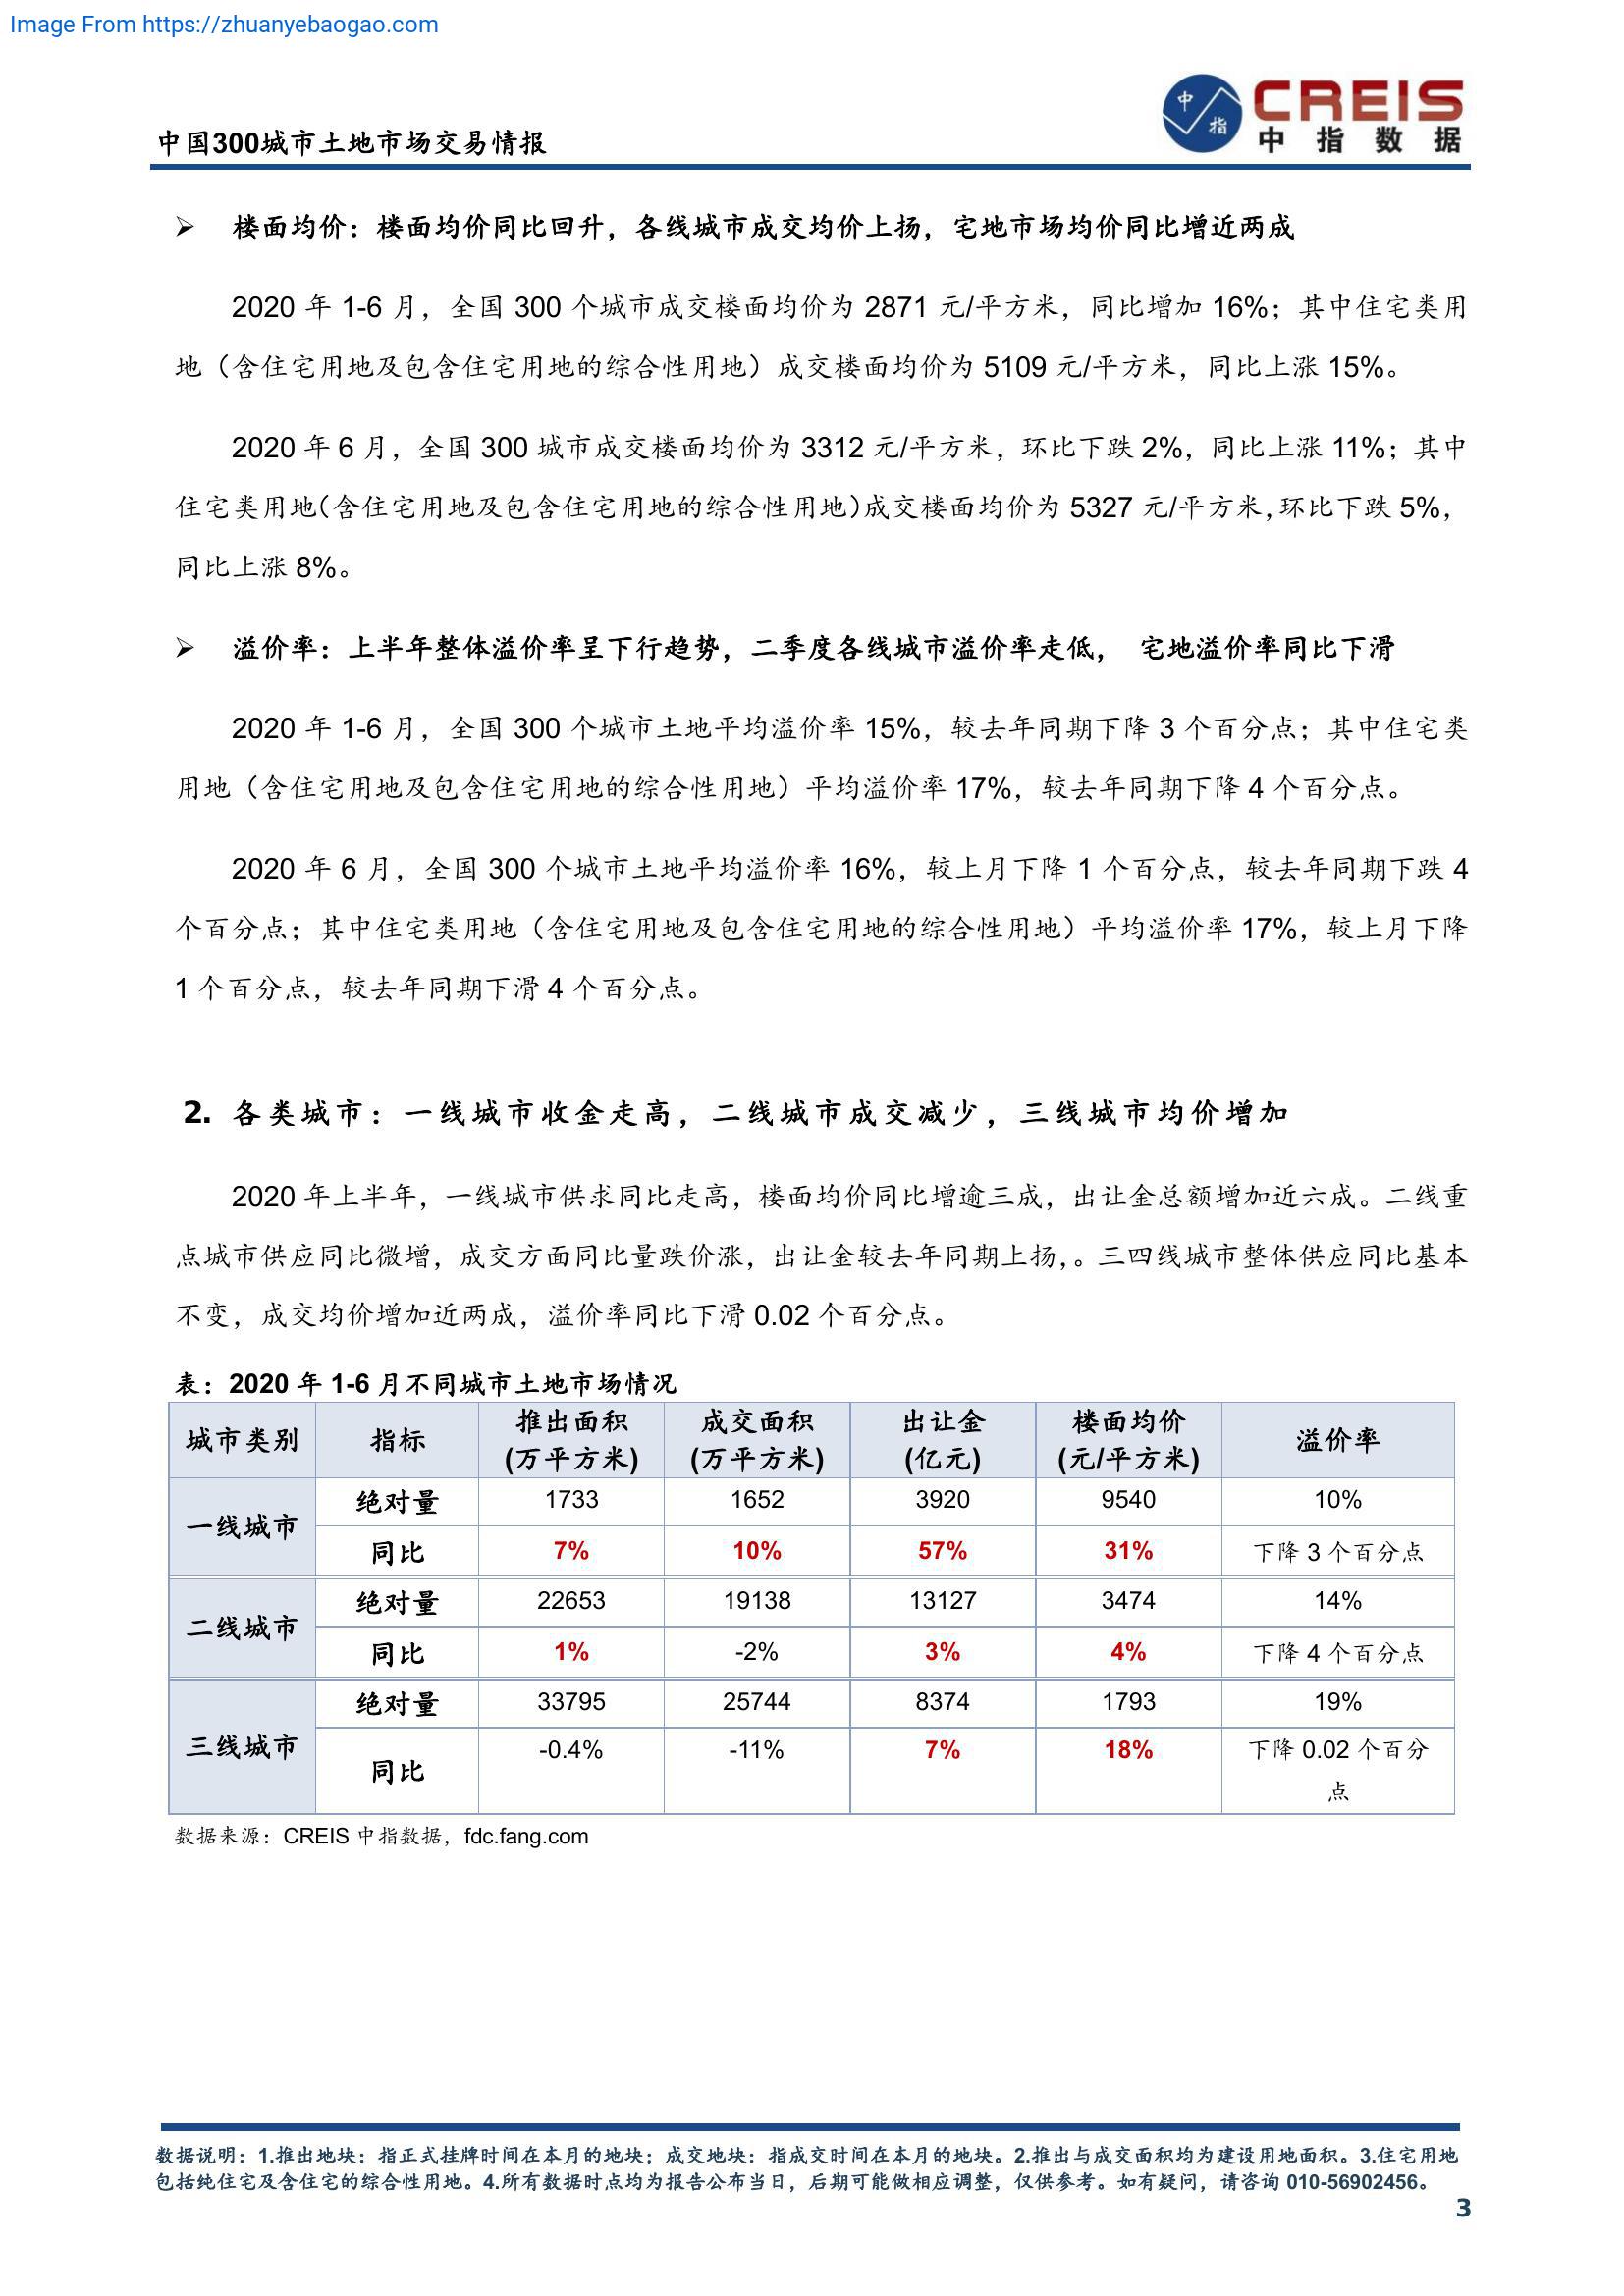 Image From https://zhuanyebaogao.com
中指
CREIS
中指数据
中国300城市土地市场交易情报
➢ 楼面均价：楼面均价同比回升，各线城市成交均价上扬，宅地市场均价同比增近两成
2020 年 1-6 月，全国 300 个城市成交楼面均价为 2871 元/平方米，同比增加 16%；其中住宅类用
地（含住宅用地及包含住宅用地的综合性用地）成交楼面均价为 5109 元/平方米，同比上涨 15%。
2020 年 6 月，全国 300 城市成交楼面均价为 3312 元/平方米，环比下跌 2%，同比上涨 11%；其中
住宅类用地（含住宅用地及包含住宅用地的综合性用地）成交楼面均价为 5327 元/平方米，环比下跌 5%，
同比上涨 8%。
➢ 溢价率：上半年整体溢价率呈下行趋势，二季度各线城市溢价率走低， 宅地溢价率同比下滑
2020 年 1-6 月，全国 300 个城市土地平均溢价率 15%，较去年同期下降 3 个百分点；其中住宅类
用地（含住宅用地及包含住宅用地的综合性用地）平均溢价率 17%，较去年同期下降 4 个百分点。
2020 年 6 月，全国 300 个城市土地平均溢价率 16%，较上月下降 1 个百分点，较去年同期下跌 4
个百分点；其中住宅类用地（含住宅用地及包含住宅用地的综合性用地）平均溢价率 17%，较上月下降
1 个百分点，较去年同期下滑 4 个百分点。
2. 各类城市：一线城市收金走高，二线城市成交减少，三线城市均价增加
2020 年上半年，一线城市供求同比走高，楼面均价同比增逾三成，出让金总额增加近六成。二线重
点城市供应同比微增，成交方面同比量跌价涨，出让金较去年同期上扬，。三四线城市整体供应同比基本
不变，成交均价增加近两成，溢价率同比下滑 0.02 个百分点。
表：2020 年 1-6 月不同城市土地市场情况
城市类别 指标 推出面积 (万平方米) 成交面积 (万平方米) 出让金 (亿元) 楼面均价 (元/平方米) 溢价率
一线城市 绝对量 1733 1652 3920 9540 10%
同比 7% 10% 57% 31% 下降 3 个百分点
二线城市 绝对量 22653 19138 13127 3474 14%
同比 1% -2% 3% 4% 下降 4 个百分点
三线城市 绝对量 33795 25744 8374 1793 19%
同比 -0.4% -11% 7% 18% 下降 0.02 个百分
点
数据来源：CREIS 中指数据，fdc.fang.com
数据说明：1.推出地块：指正式挂牌时间在本月的地块；成交地块：指成交时间在本月的地块。2.推出与成交面积均为建设用地面积。3.住宅用地
包括纯住宅及含住宅的综合性用地。4.所有数据时点均为报告公布当日，后期可能做相应调整，仅供参考。如有疑问，请咨询 010-56902456。
3